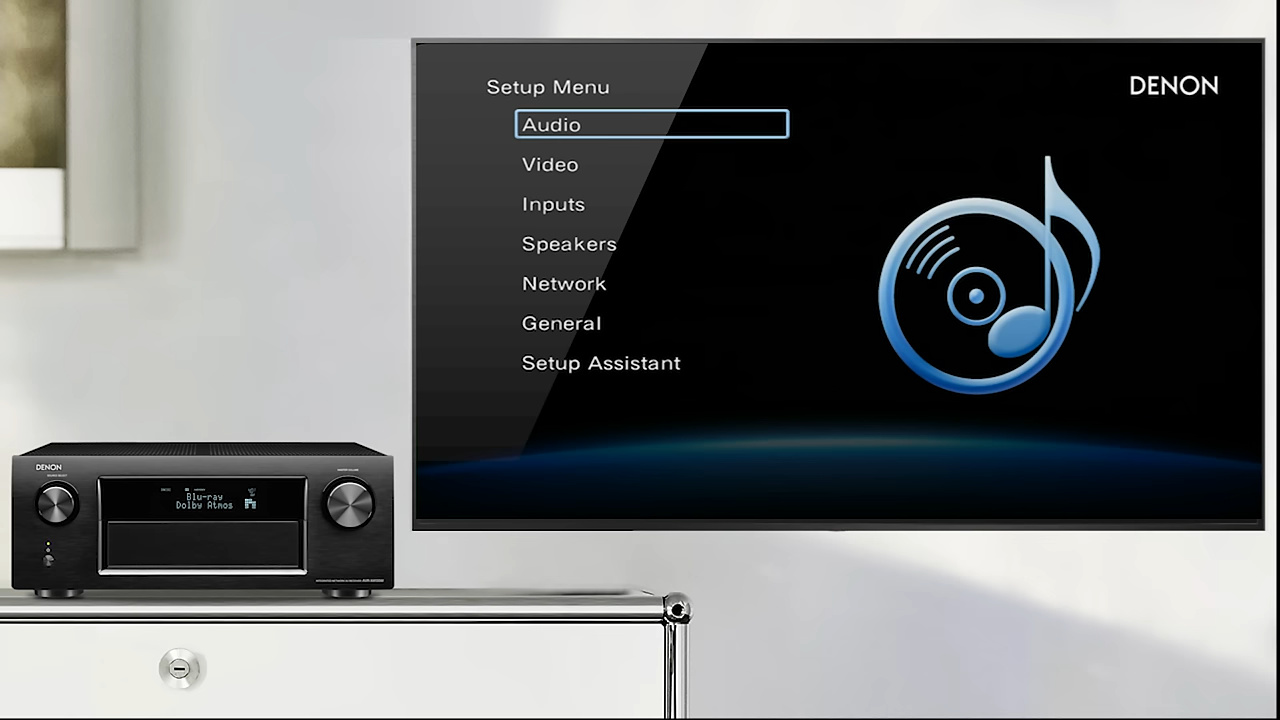 Setup Menu
DENON
Audio
Video
Inputs
Speakers
Network
General
Setup Assistant
DENON
Blu-ray
Dolby Atmos